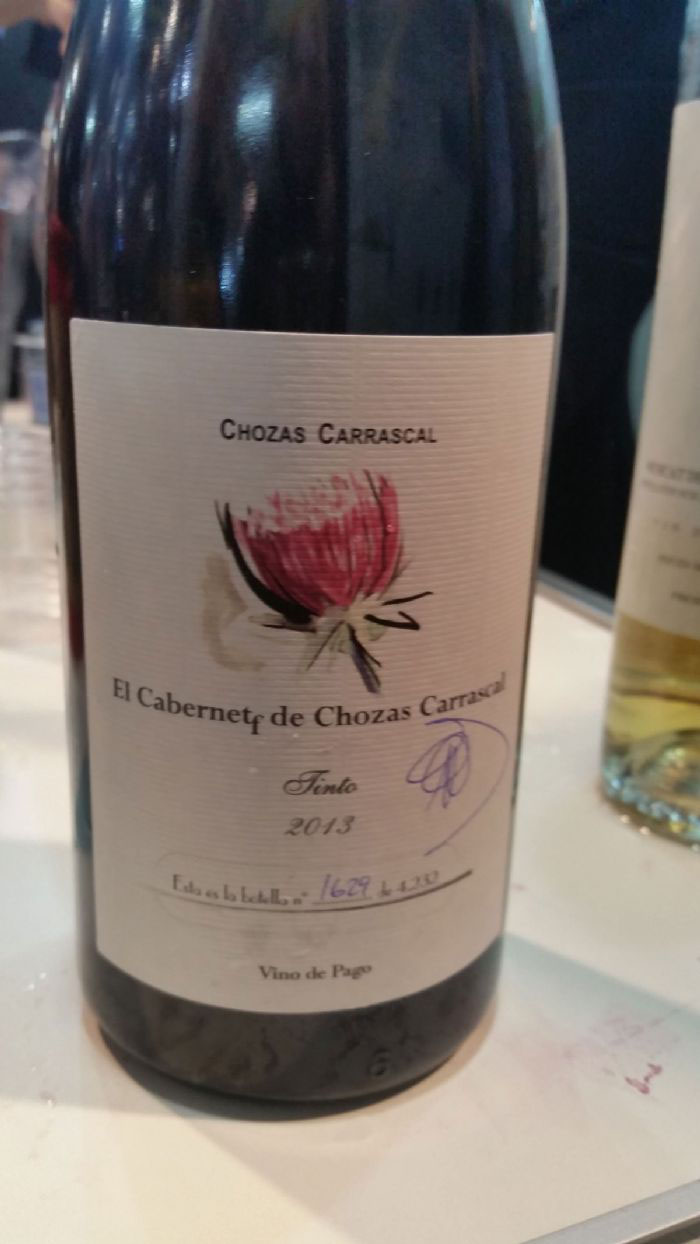 CHOZAS CARRASCAL
El Cabernetf de Chozas Carrascal
Tinto
2013
Esta es la botella nº 1629 de 4.232
Vino de Pago
6